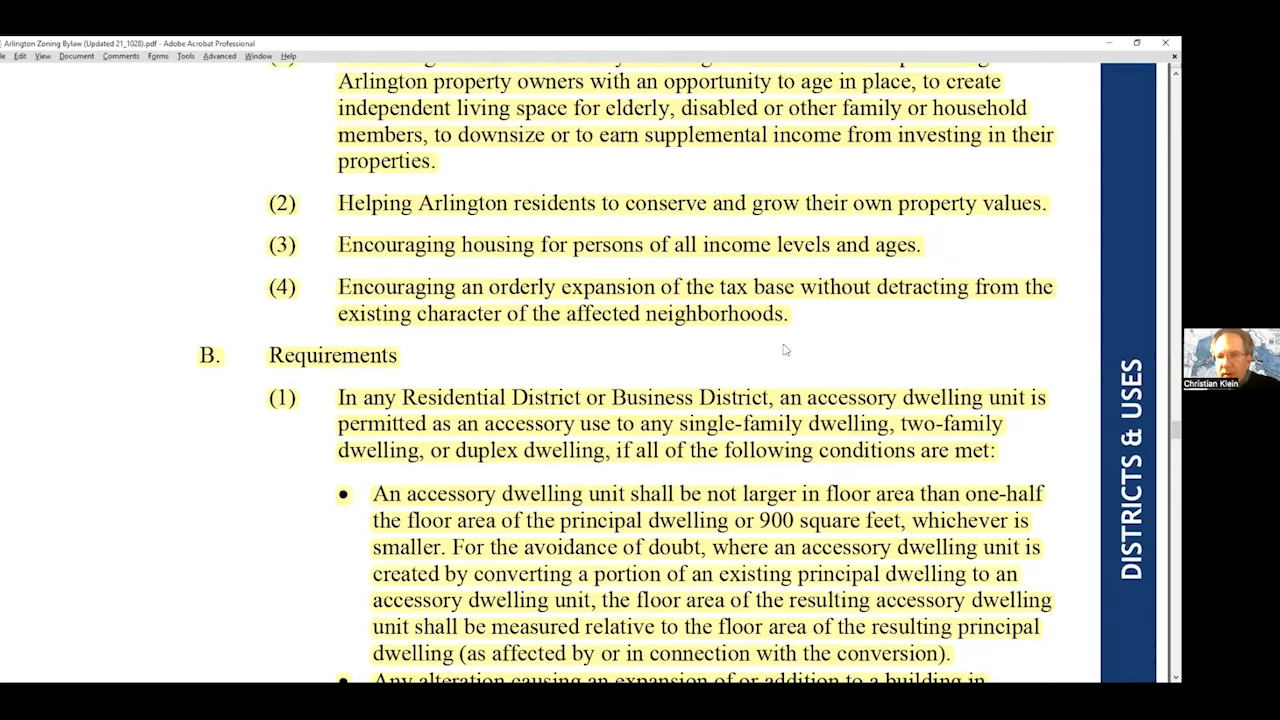 Arlington Zoning Bylaw (Updated 21_1028).pdf - Adobe Acrobat Professional
Edit View Document Comments Forms Tools Advanced Window Help
Arlington property owners with an opportunity to age in place, to create
independent living space for elderly, disabled or other family or household
members, to downsize or to earn supplemental income from investing in their
properties.
(2) Helping Arlington residents to conserve and grow their own property values.
(3) Encouraging housing for persons of all income levels and ages.
(4) Encouraging an orderly expansion of the tax base without detracting from the
existing character of the affected neighborhoods.
B. Requirements
(1) In any Residential District or Business District, an accessory dwelling unit is
permitted as an accessory use to any single-family dwelling, two-family
dwelling, or duplex dwelling, if all of the following conditions are met:
• An accessory dwelling unit shall be not larger in floor area than one-half
the floor area of the principal dwelling or 900 square feet, whichever is
smaller. For the avoidance of doubt, where an accessory dwelling unit is
created by converting a portion of an existing principal dwelling to an
accessory dwelling unit, the floor area of the resulting accessory dwelling
unit shall be measured relative to the floor area of the resulting principal
dwelling (as affected by or in connection with the conversion).
• Any alteration causing an expansion of or addition to a building in
DISTRICTS & USES
Christian Klein